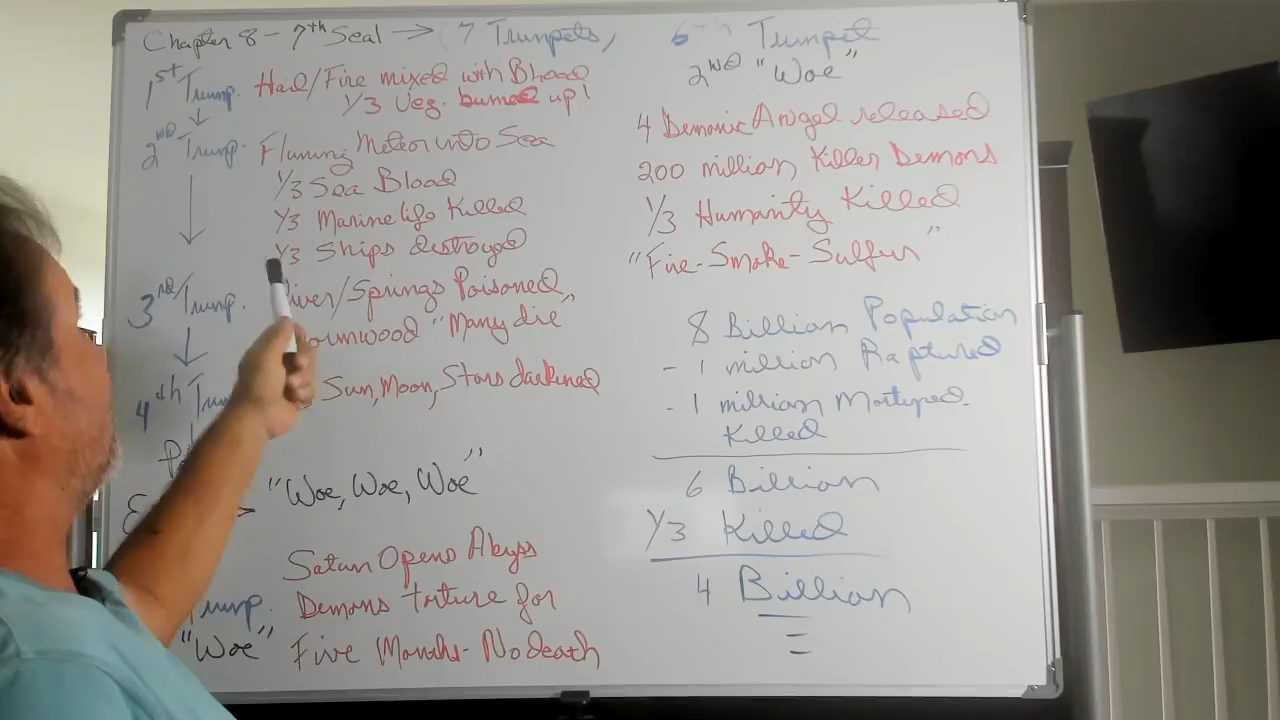 Chapter 8 - 7th Seal → 7 Trumpets,
1st Trump. Hail/Fire mixed with Blood
1/3 Veg. burned up!
2nd Trump. Flaming Meteor into Sea
1/3 Sea Blood
1/3 Marine life Killed
1/3 Ships destroyed
3rd/Trump. River/Springs Poisoned,
"Many die
4th Trump
Sun, Moon, Stars darkened
"Woe, Woe, Woe"
Satan Opens Abyss
Trump. Demons torture for
"Woe" Five Months - No death
6th Trumpet
2nd "Woe"
4 Demonic Angel released
200 million Killer Demons
1/3 Humanity Killed
"Fire-Smoke-Sulfur"
8 Billion Population
- 1 million Raptured
- 1 million Martyred
Killed
6 Billion
1/3 Killed
4 Billion